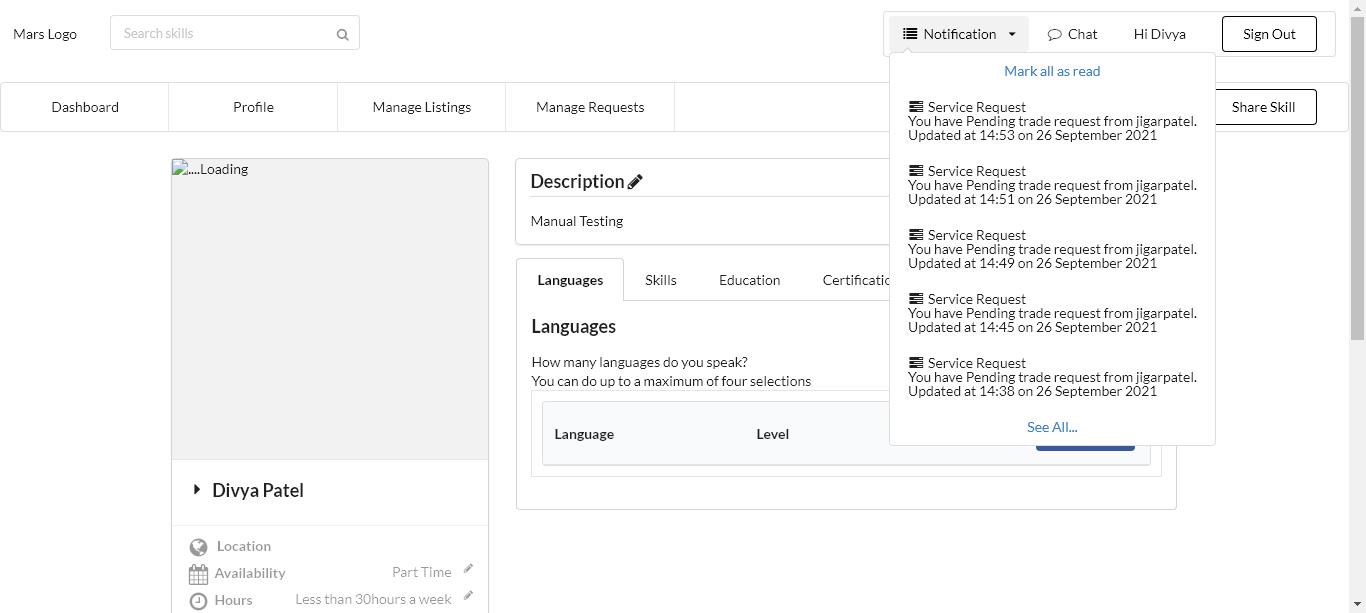 Mars Logo
Search skills
Notification
Chat
Hi Divya
Sign Out
Mark all as read
Dashboard
Profile
Manage Listings
Manage Requests
Share Skill
Service Request
You have Pending trade request from jigarpatel.
Updated at 14:53 on 26 September 2021
Service Request
You have Pending trade request from jigarpatel.
Updated at 14:51 on 26 September 2021
Service Request
You have Pending trade request from jigarpatel.
Updated at 14:49 on 26 September 2021
Service Request
You have Pending trade request from jigarpatel.
Updated at 14:45 on 26 September 2021
Service Request
You have Pending trade request from jigarpatel.
Updated at 14:38 on 26 September 2021
See All...
....Loading
Description
Manual Testing
Languages
Skills
Education
Languages
How many languages do you speak?
You can do up to a maximum of four selections
Language
Level
Divya Patel
Location
Availability
Part Time
Hours
Less than 30hours a week